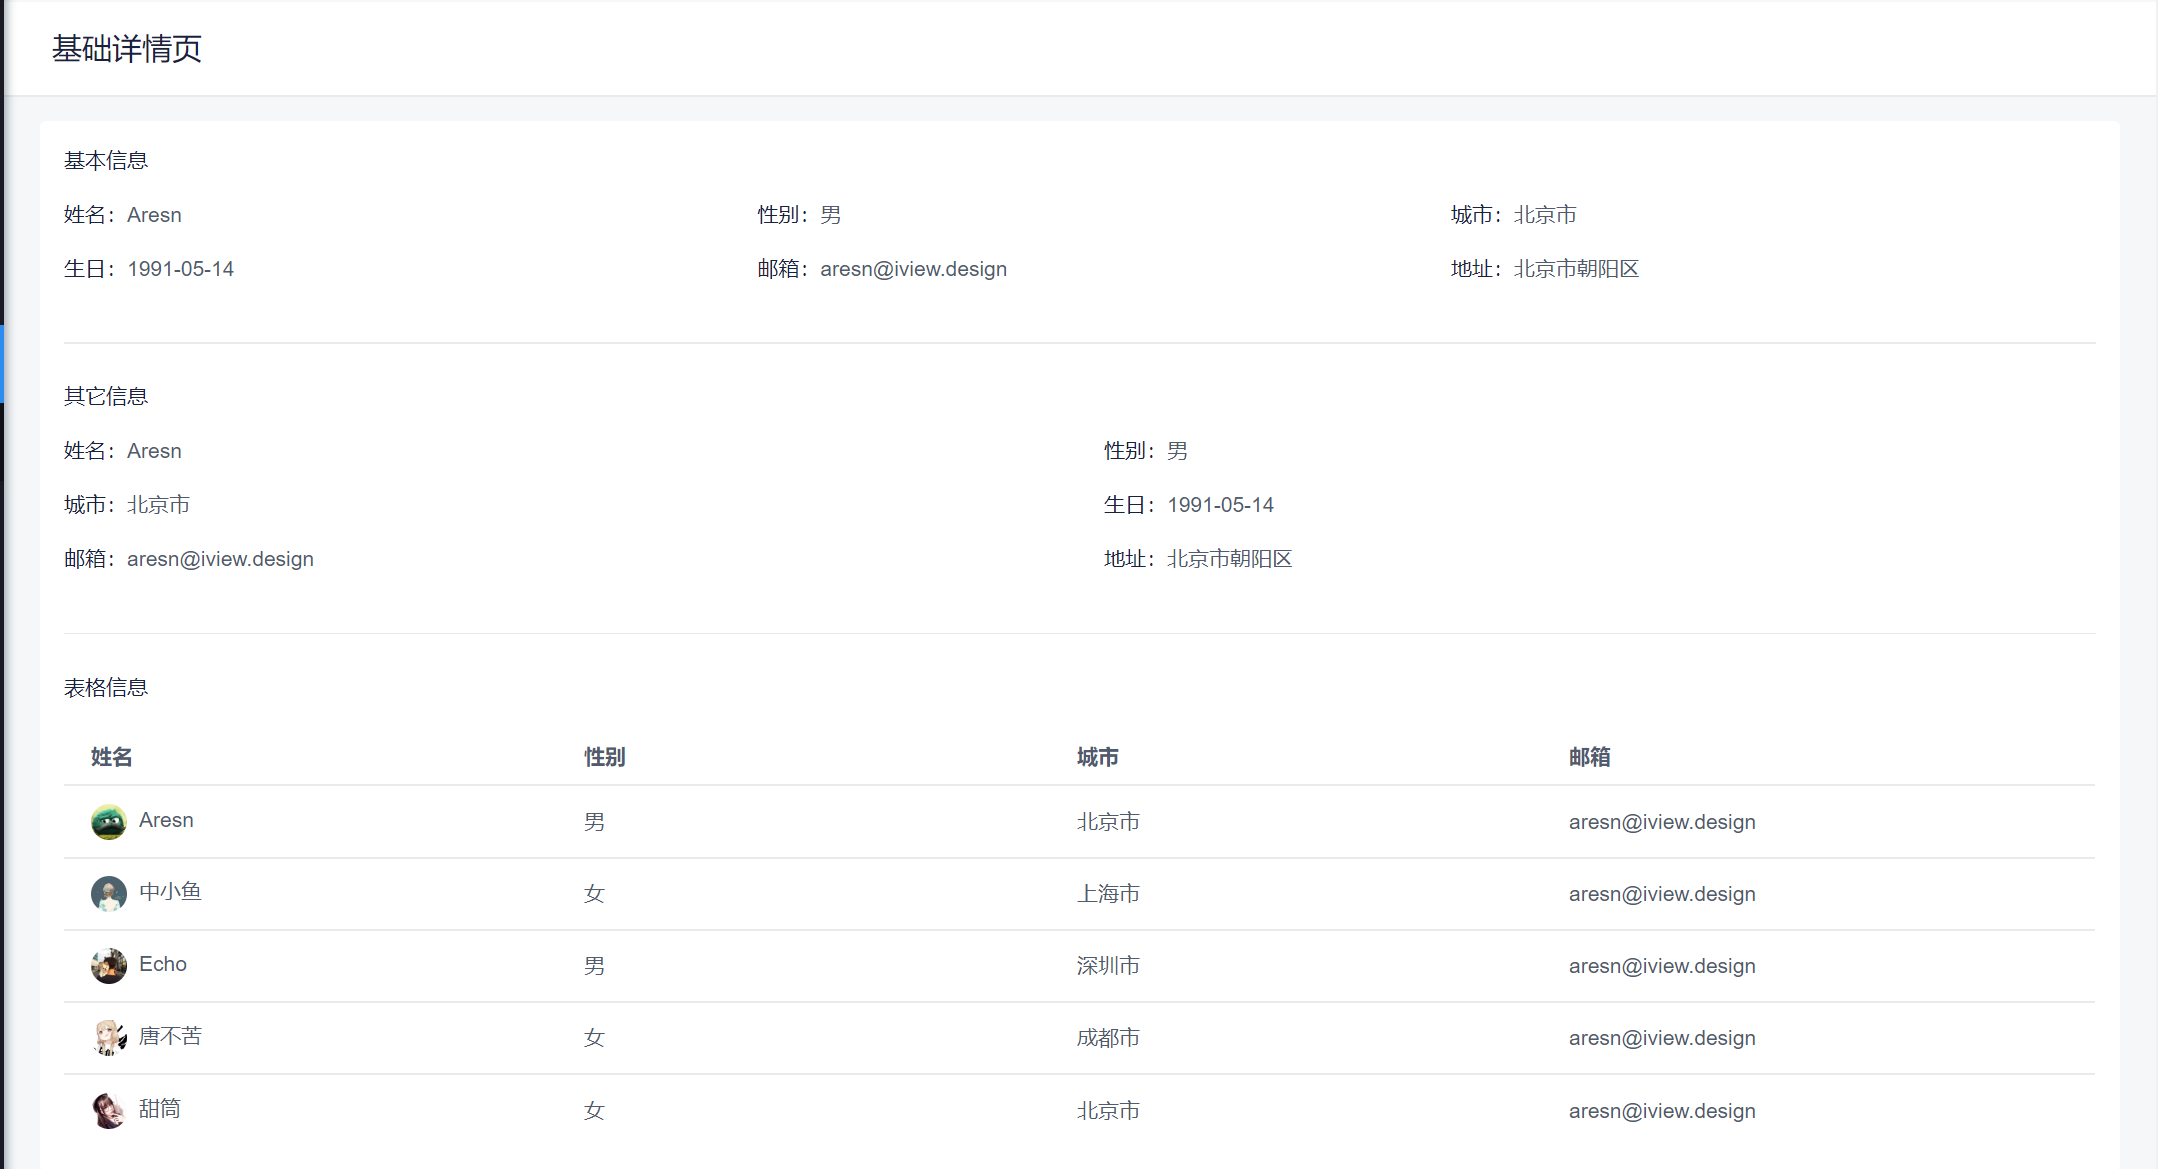 基础详情页
基本信息
姓名：Aresn 性别：男 城市：北京市
生日：1991-05-14 邮箱：aresn@iview.design 地址：北京市朝阳区
其它信息
姓名：Aresn 性别：男
城市：北京市 生日：1991-05-14
邮箱：aresn@iview.design 地址：北京市朝阳区
表格信息
姓名 性别 城市 邮箱
Aresn 男 北京市 aresn@iview.design
中小鱼 女 上海市 aresn@iview.design
Echo 男 深圳市 aresn@iview.design
唐不苦 女 成都市 aresn@iview.design
甜筒 女 北京市 aresn@iview.design